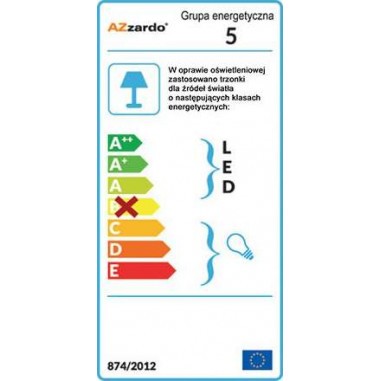 AZzardo®
Grupa energetyczna
5
W oprawie oświetleniowej
zastosowano trzonki
dla źródeł światła
o następujących klasach
energetycznych:
A++
A+
A
B
C
D
E
L
E
D
874/2012